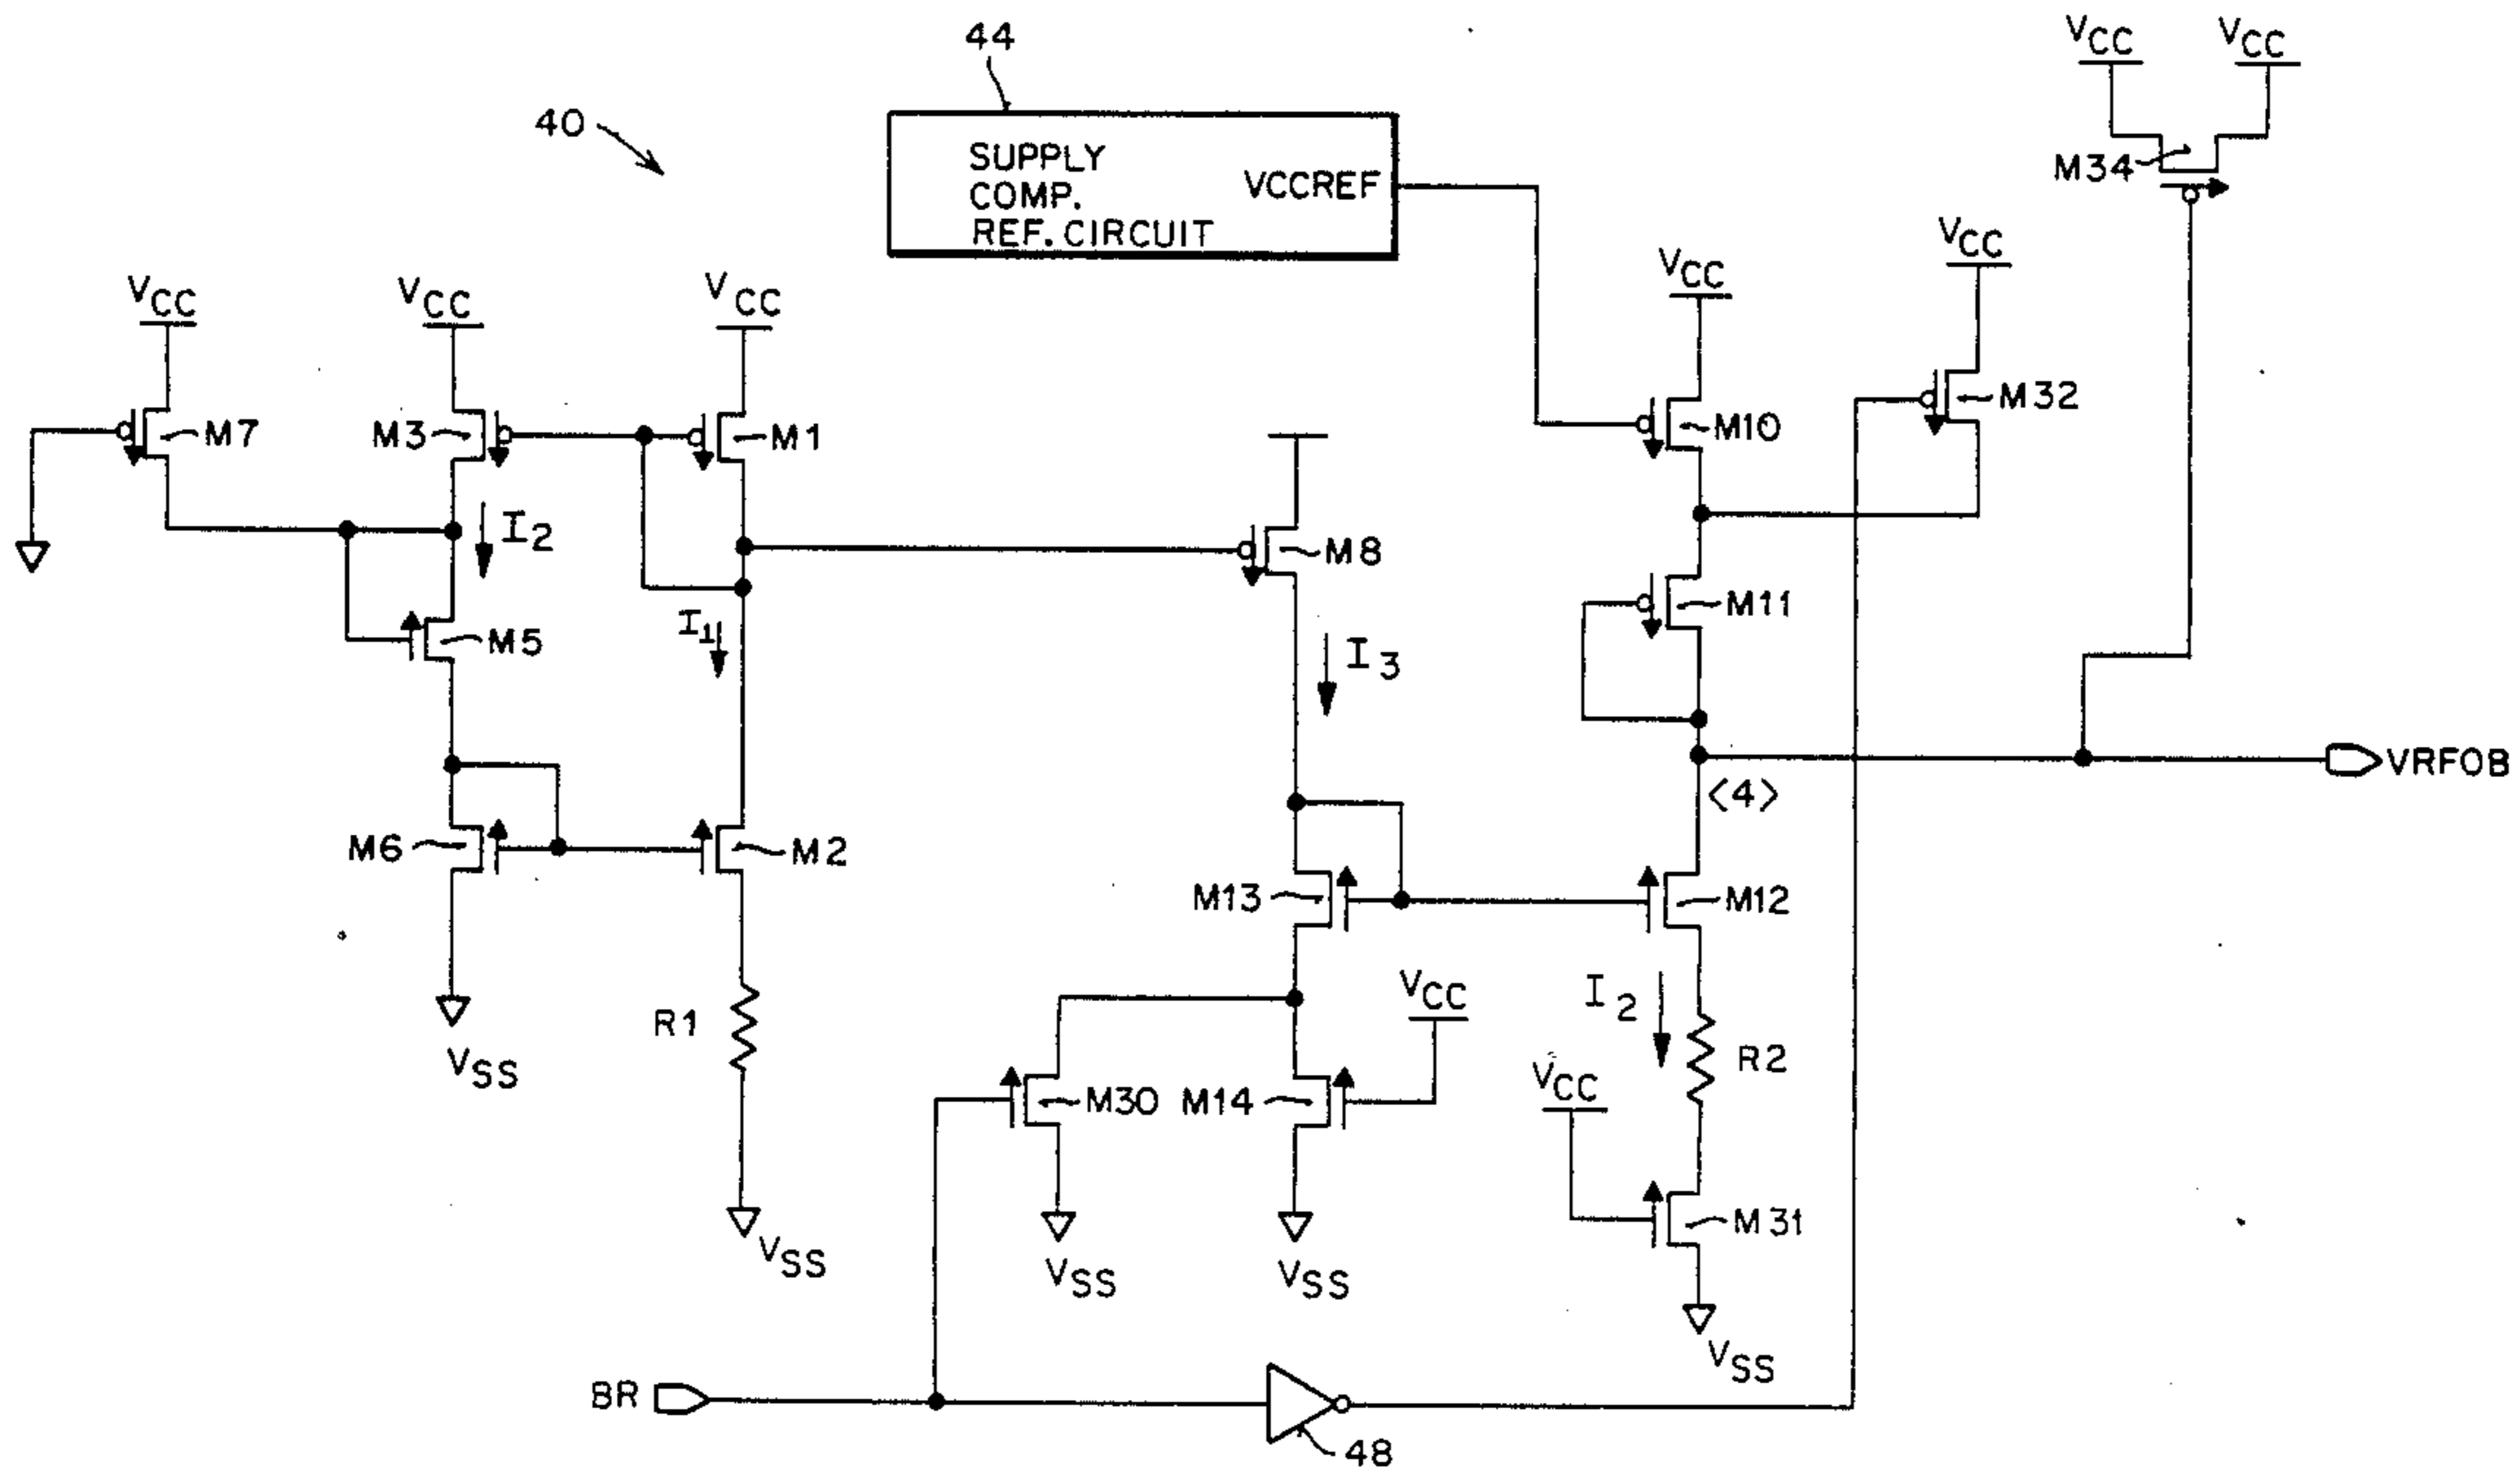 44
40
SUPPLY
COMP. VCCREF
REF. CIRCUIT
VCC
VCC
M34
VCC
VCC
VCC
VCC
VCC
M7
M3
M1
M10
M32
I2
M8
M11
M5
I1
I3
VRFOB
<4>
M6
M2
M13
M12
VCC
I2
R1
R2
VSS
VCC
M30
M14
M31
VSS
VSS
VSS
VSS
BR
48